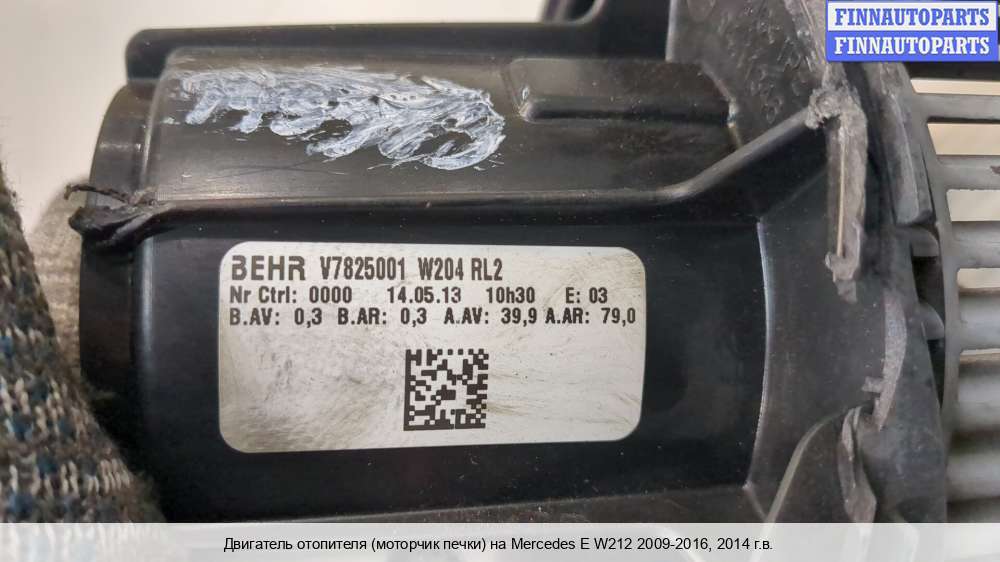 FINNAUTOPARTS
FINNAUTOPARTS
BEHR V7825001 W204 RL2
Nr Ctrl: 0000 14.05.13 10h30 E: 03
B.AV: 0,3 B.AR: 0,3 A.AV: 39,9 A.AR: 79,0
Двигатель отопителя (моторчик печки) на Mercedes E W212 2009-2016, 2014 г.в.